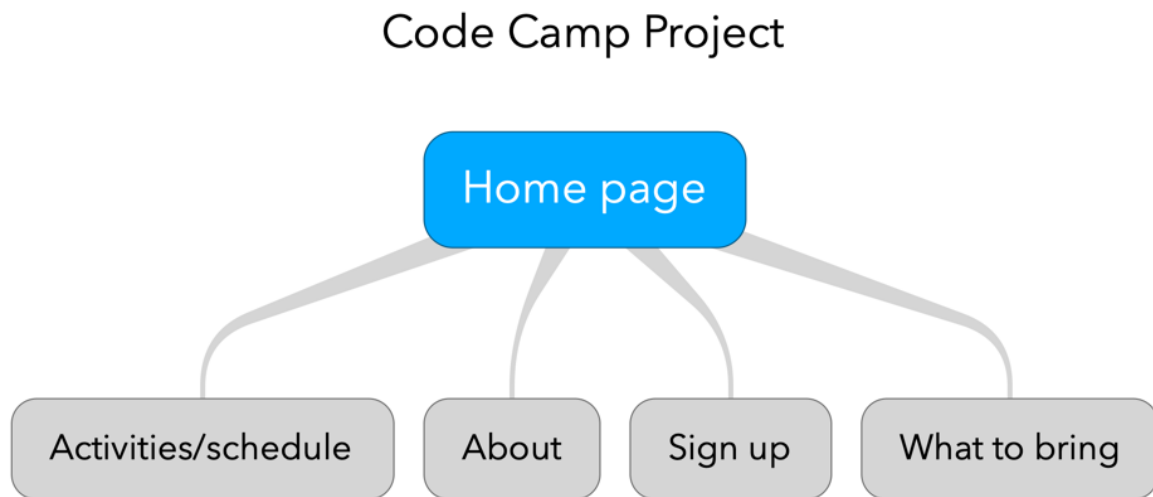 Code Camp Project
Home page
Activities/schedule
About
Sign up
What to bring